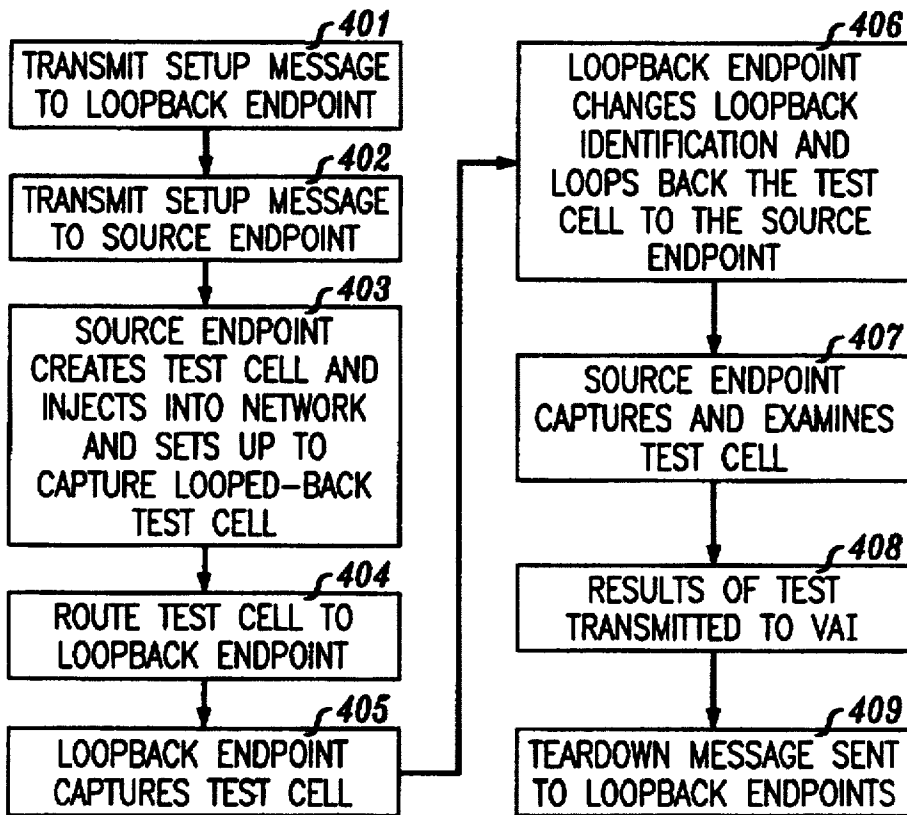 401
TRANSMIT SETUP MESSAGE
TO LOOPBACK ENDPOINT
402
TRANSMIT SETUP MESSAGE
TO SOURCE ENDPOINT
403
SOURCE ENDPOINT
CREATES TEST CELL AND
INJECTS INTO NETWORK
AND SETS UP TO
CAPTURE LOOPED-BACK
TEST CELL
404
ROUTE TEST CELL TO
LOOPBACK ENDPOINT
405
LOOPBACK ENDPOINT
CAPTURES TEST CELL
406
LOOPBACK ENDPOINT
CHANGES LOOPBACK
IDENTIFICATION AND
LOOPS BACK THE TEST
CELL TO THE SOURCE
ENDPOINT
407
SOURCE ENDPOINT
CAPTURES AND EXAMINES
TEST CELL
408
RESULTS OF TEST
TRANSMITTED TO VAI
409
TEARDOWN MESSAGE SENT
TO LOOPBACK ENDPOINTS